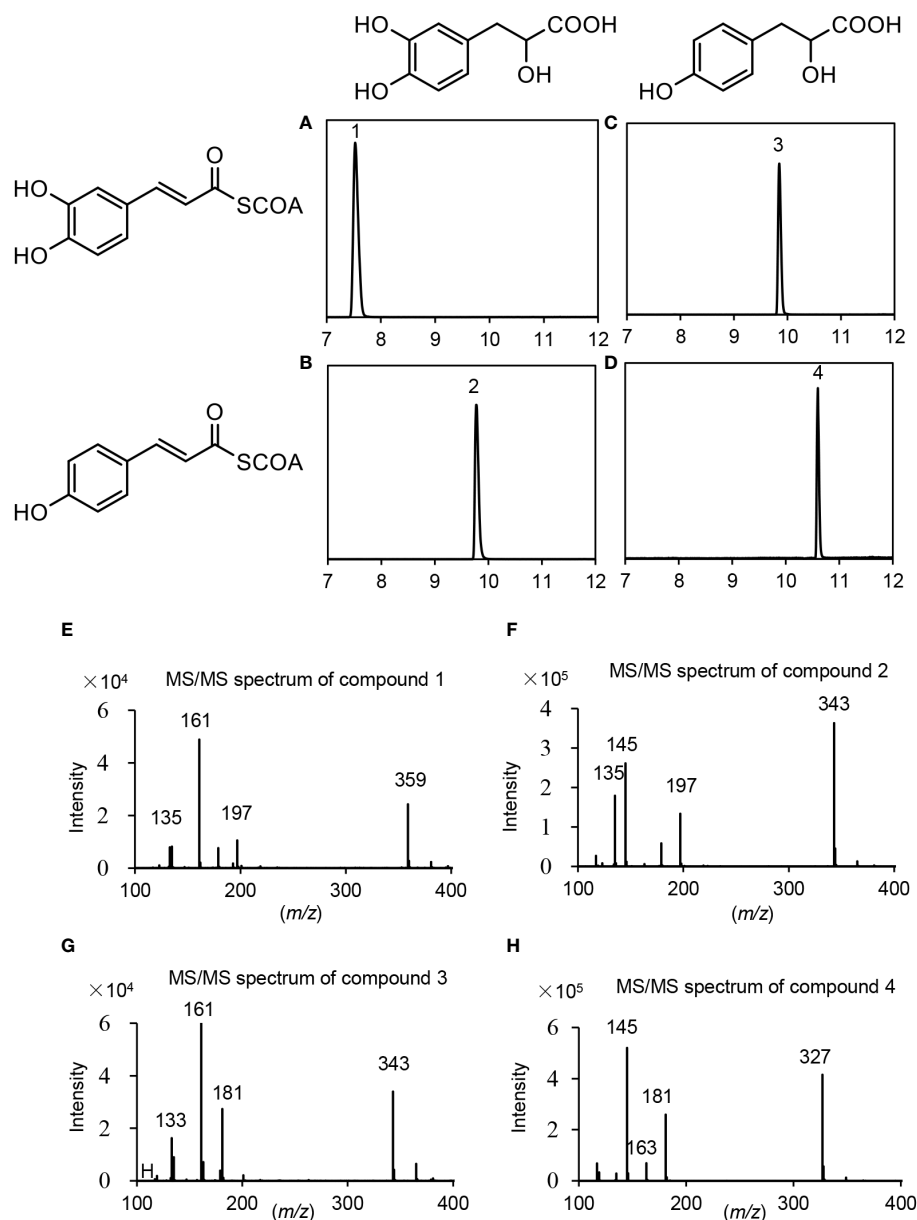 HO
HO
COOH
OH
HO
COOH
OH
A
1
7 8 9 10 11 12
C
3
7 8 9 10 11 12
HO
HO
O
SCOA
B
2
7 8 9 10 11 12
D
4
7 8 9 10 11 12
HO
O
SCOA
E
MS/MS spectrum of compound 1
×10⁴
Intensity
6
4
2
0
135
161
197
359
100 200 300 400
(m/z)
F
MS/MS spectrum of compound 2
×10⁵
Intensity
4
3
2
1
0
135
145
197
343
100 200 300 400
(m/z)
G
MS/MS spectrum of compound 3
×10⁴
Intensity
6
4
2
0
H
133
161
181
343
100 200 300 400
(m/z)
H
MS/MS spectrum of compound 4
×10⁵
Intensity
6
4
2
0
145
163
181
327
100 200 300 400
(m/z)